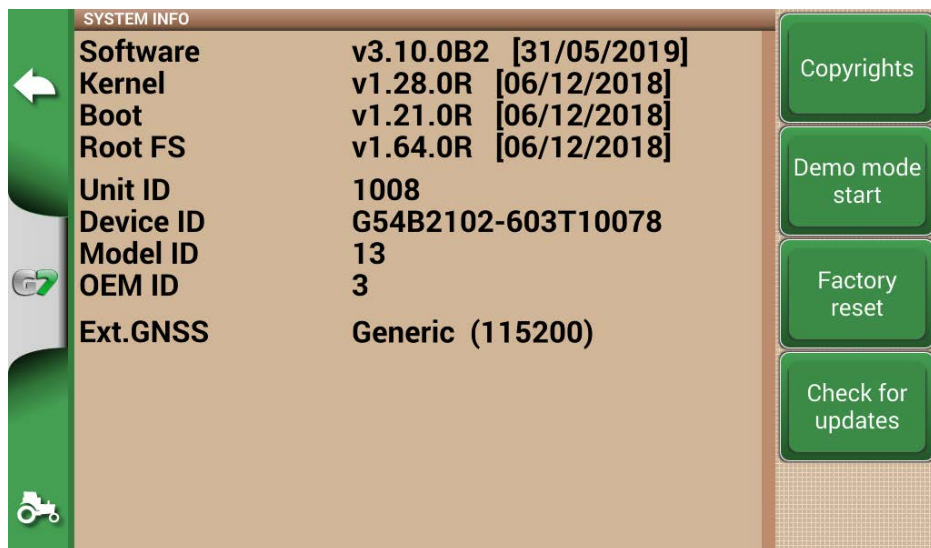 SYSTEM INFO
Software v3.10.0B2 [31/05/2019]
Kernel v1.28.0R [06/12/2018]
Boot v1.21.0R [06/12/2018]
Root FS v1.64.0R [06/12/2018]
Unit ID 1008
Device ID G54B2102-603T10078
Model ID 13
OEM ID 3
Ext.GNSS Generic (115200)
G7
Copyrights
Demo mode
start
Factory
reset
Check for
updates